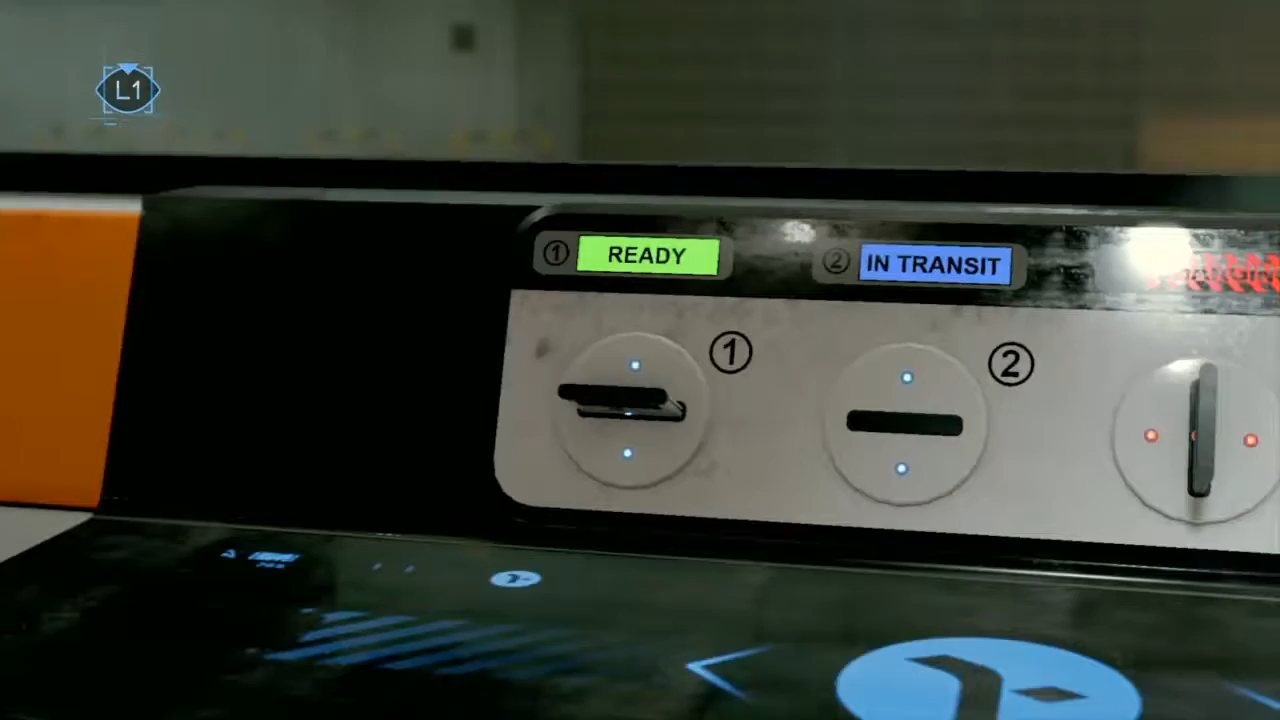 L1
① READY
② IN TRANSIT
①
②